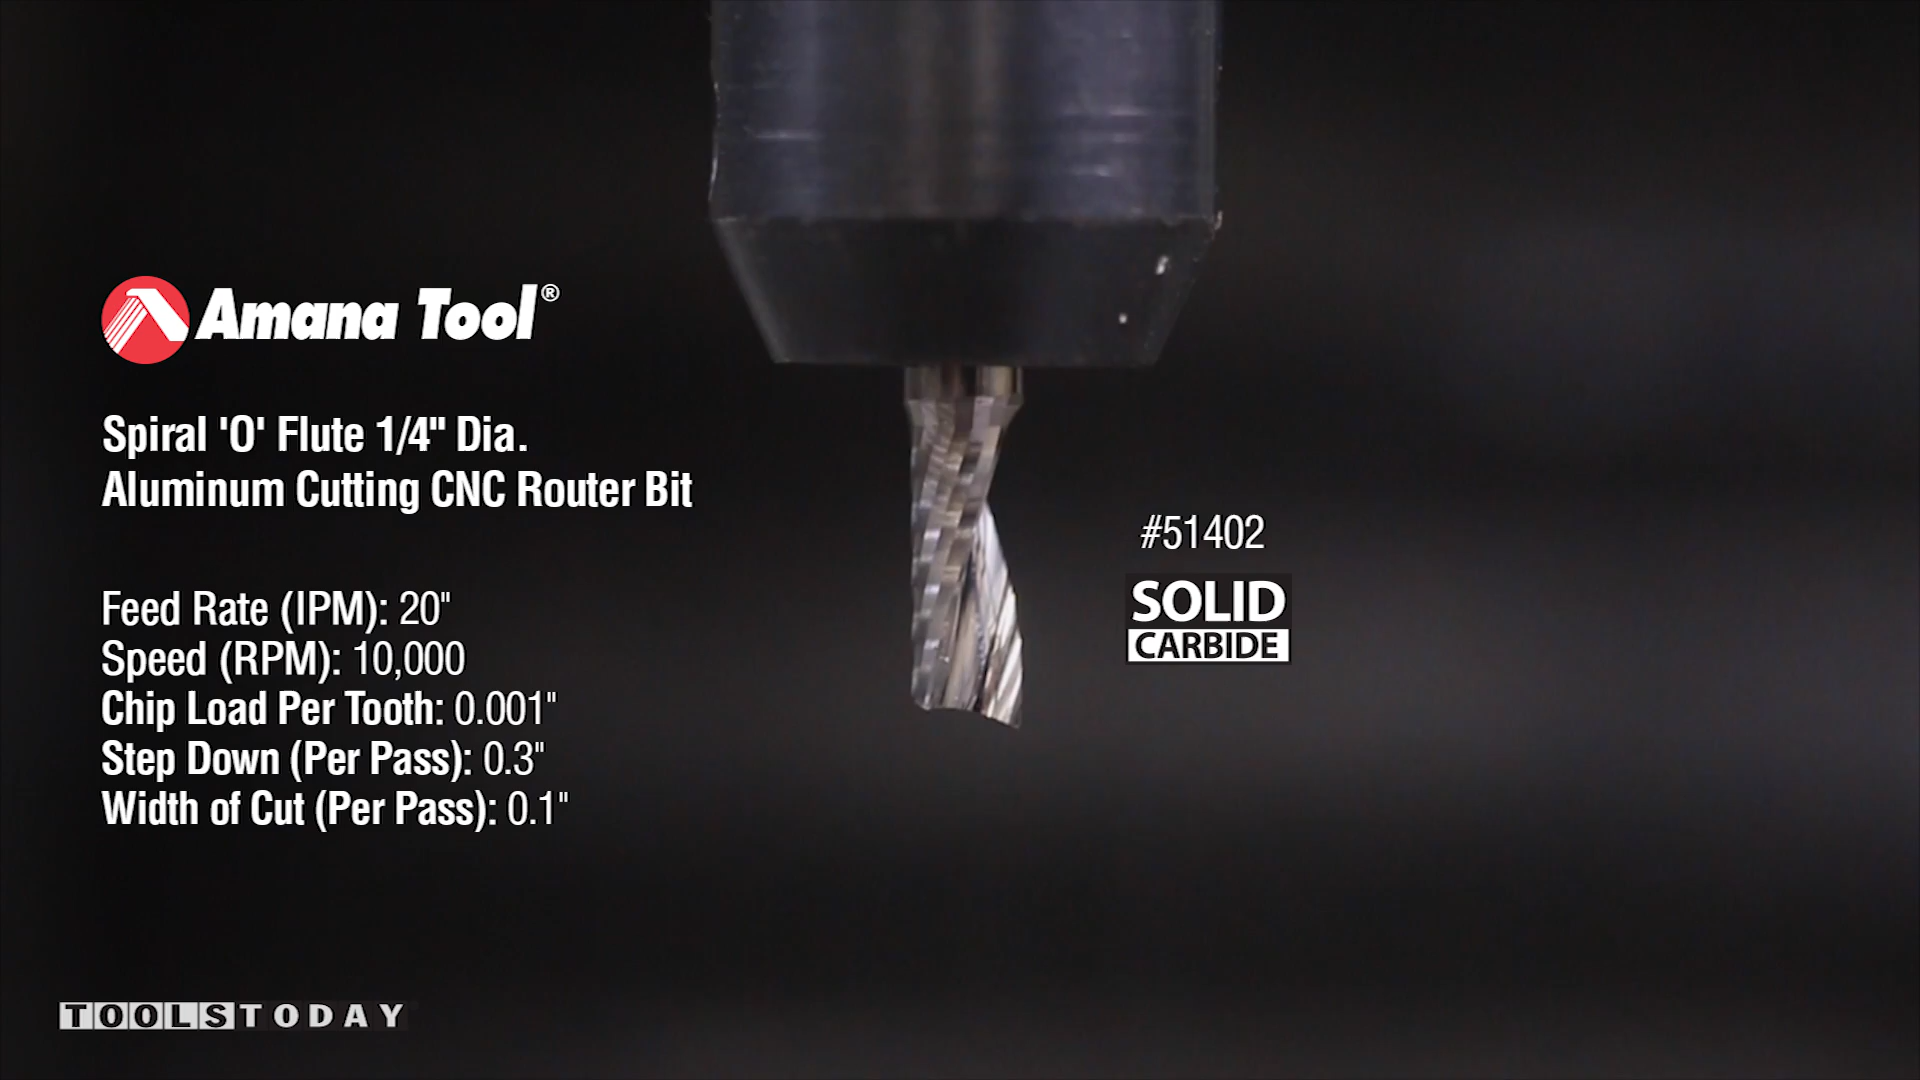 Amana Tool®
Spiral 'O' Flute 1/4" Dia.
Aluminum Cutting CNC Router Bit
Feed Rate (IPM): 20"
Speed (RPM): 10,000
Chip Load Per Tooth: 0.001"
Step Down (Per Pass): 0.3"
Width of Cut (Per Pass): 0.1"
#51402
SOLID
CARBIDE
TOOLSTODAY